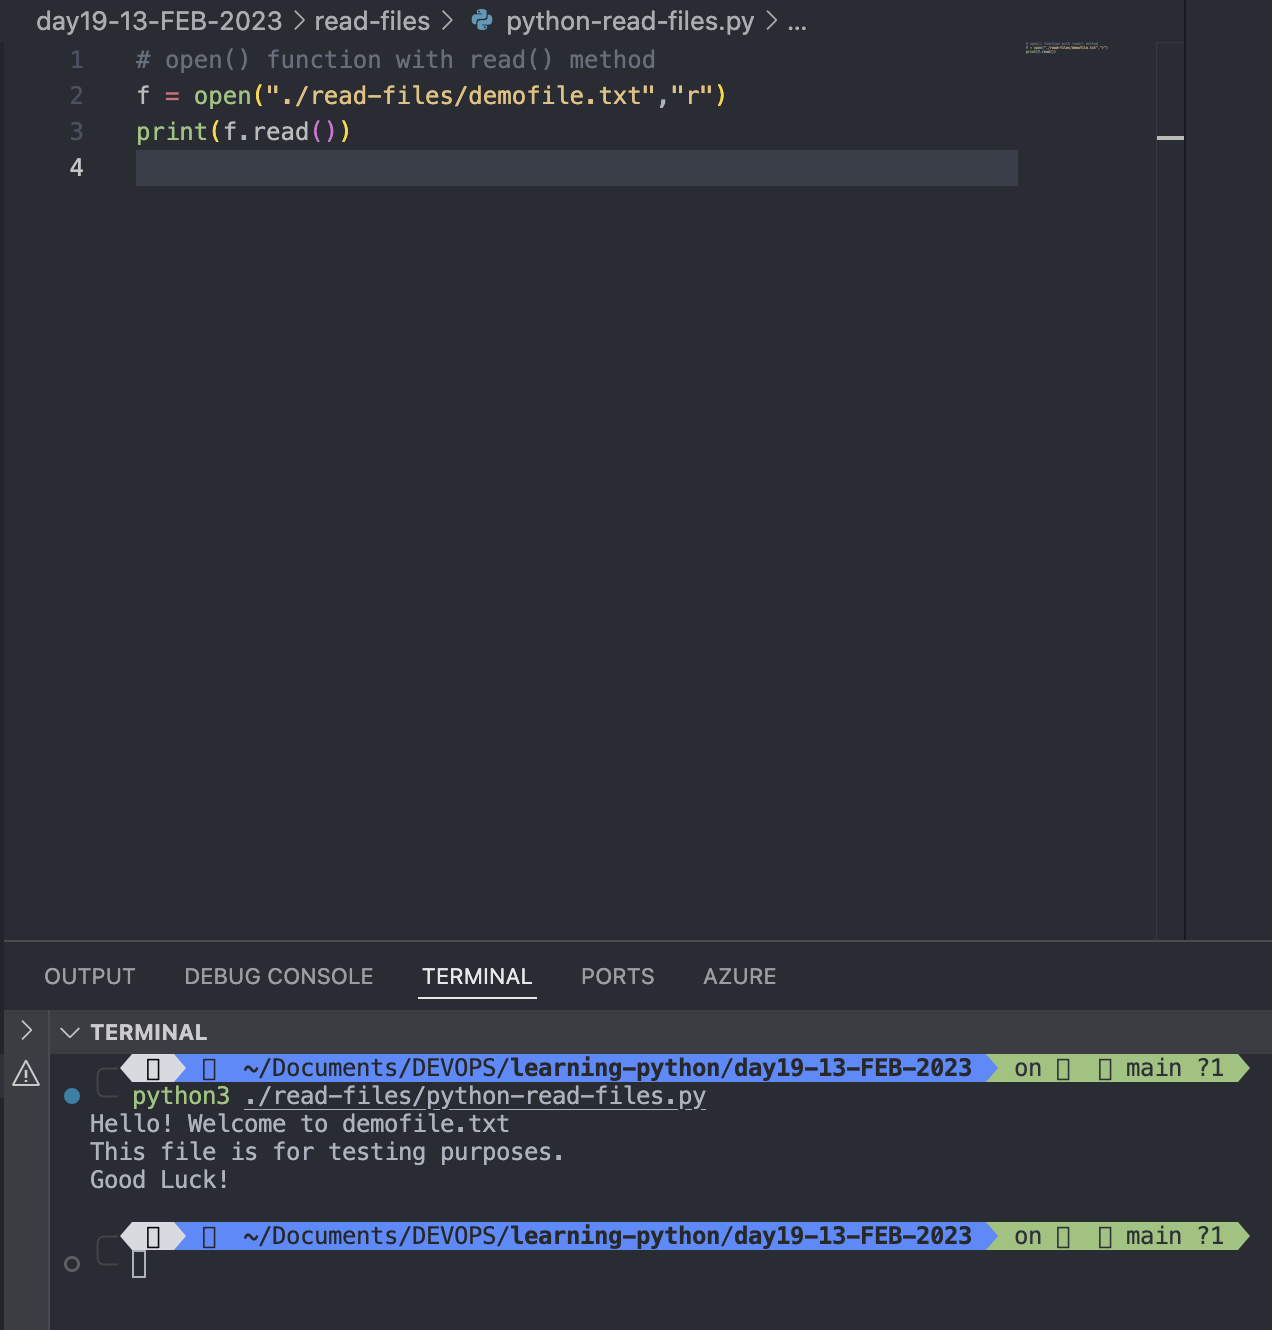 day19-13-FEB-2023 > read-files > python-read-files.py > ...
1 # open() function with read() method
2 f = open("./read-files/demofile.txt","r")
3 print(f.read())
4
OUTPUT DEBUG CONSOLE TERMINAL PORTS AZURE
TERMINAL
~/Documents/DEVOPS/learning-python/day19-13-FEB-2023 on main ?1
python3 ./read-files/python-read-files.py
Hello! Welcome to demofile.txt
This file is for testing purposes.
Good Luck!
~/Documents/DEVOPS/learning-python/day19-13-FEB-2023 on main ?1